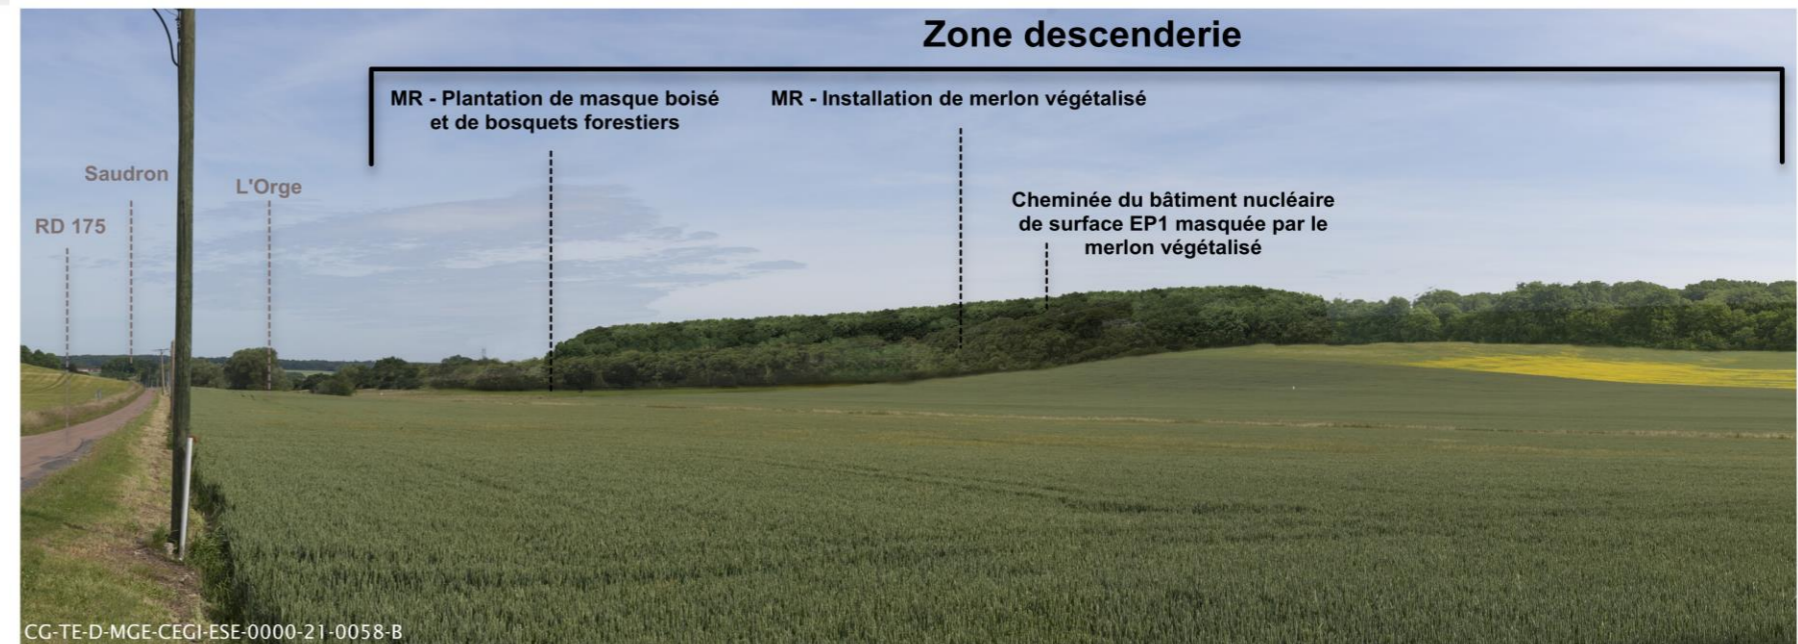 Zone descenderie
MR - Plantation de masque boisé
et de bosquets forestiers
MR - Installation de merlon végétalisé
Saudron
L'Orge
Cheminée du bâtiment nucléaire
de surface EP1 masquée par le
merlon végétalisé
RD 175
CG-TE-D-MGE-CEGI-ESE-0000-21-0058-B